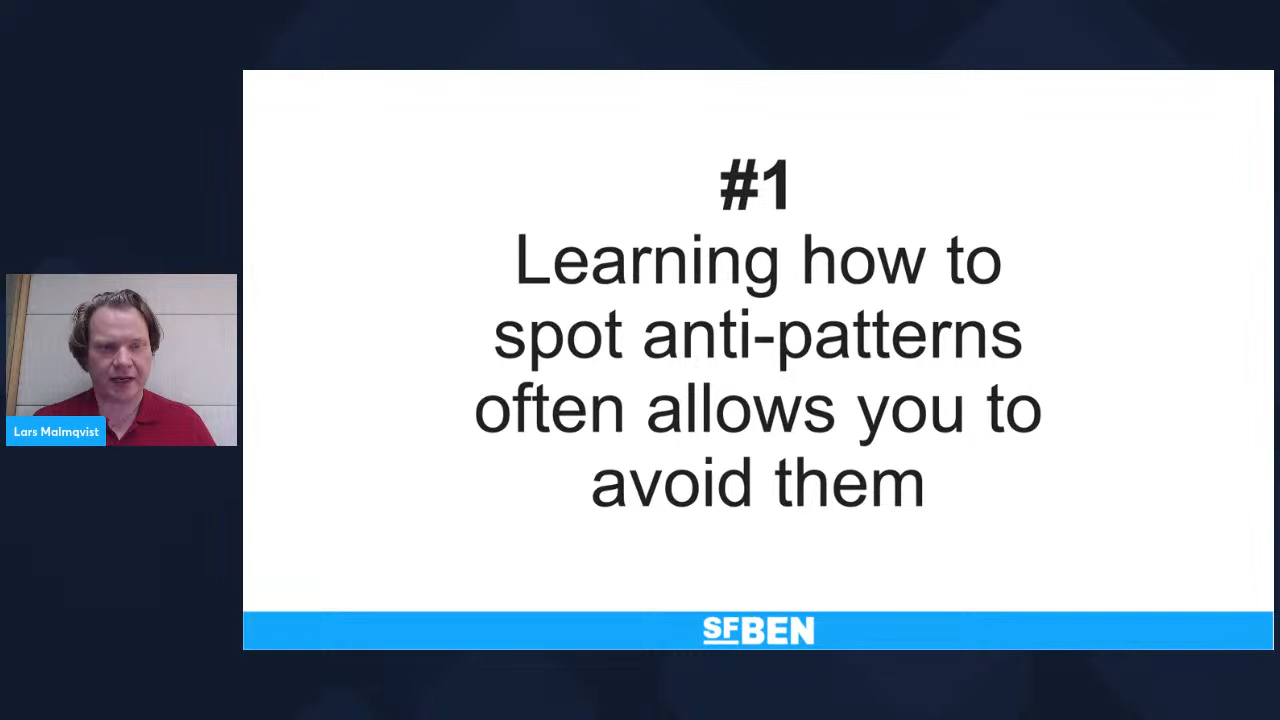 #1
Learning how to
spot anti-patterns
often allows you to
avoid them
Lars Malmqvist
SFBEN